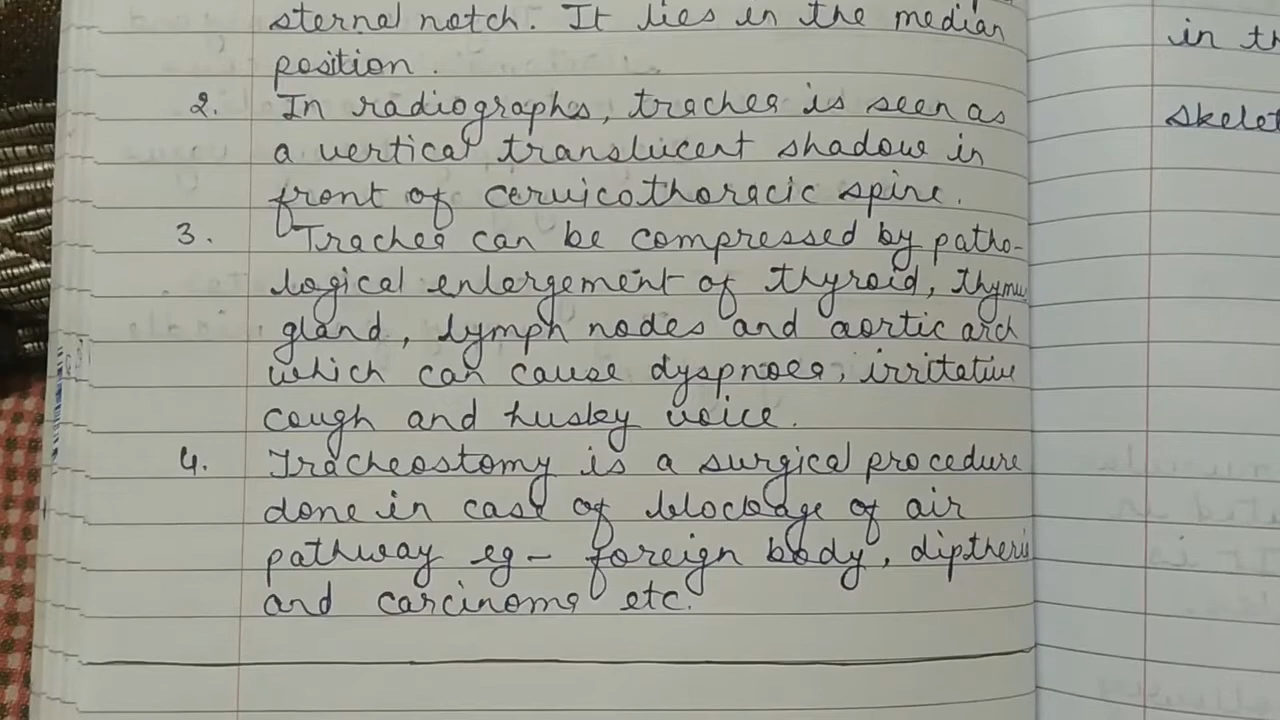 sternal notch. It lies in the median
position.
2. In radiographs, trachea is seen as
a vertical translucent shadow in
front of cervicothoracic spine.
3. Trachea can be compressed by patho-
logical enlargement of thyroid, thymus
gland, lymph nodes and aortic arch
which can cause dyspnoea, irritative
cough and husky voice.
4. Tracheostomy is a surgical procedure
done in case of blockage of air
pathway eg- foreign body, diptheria
and carcinoma etc.
in th
skelet